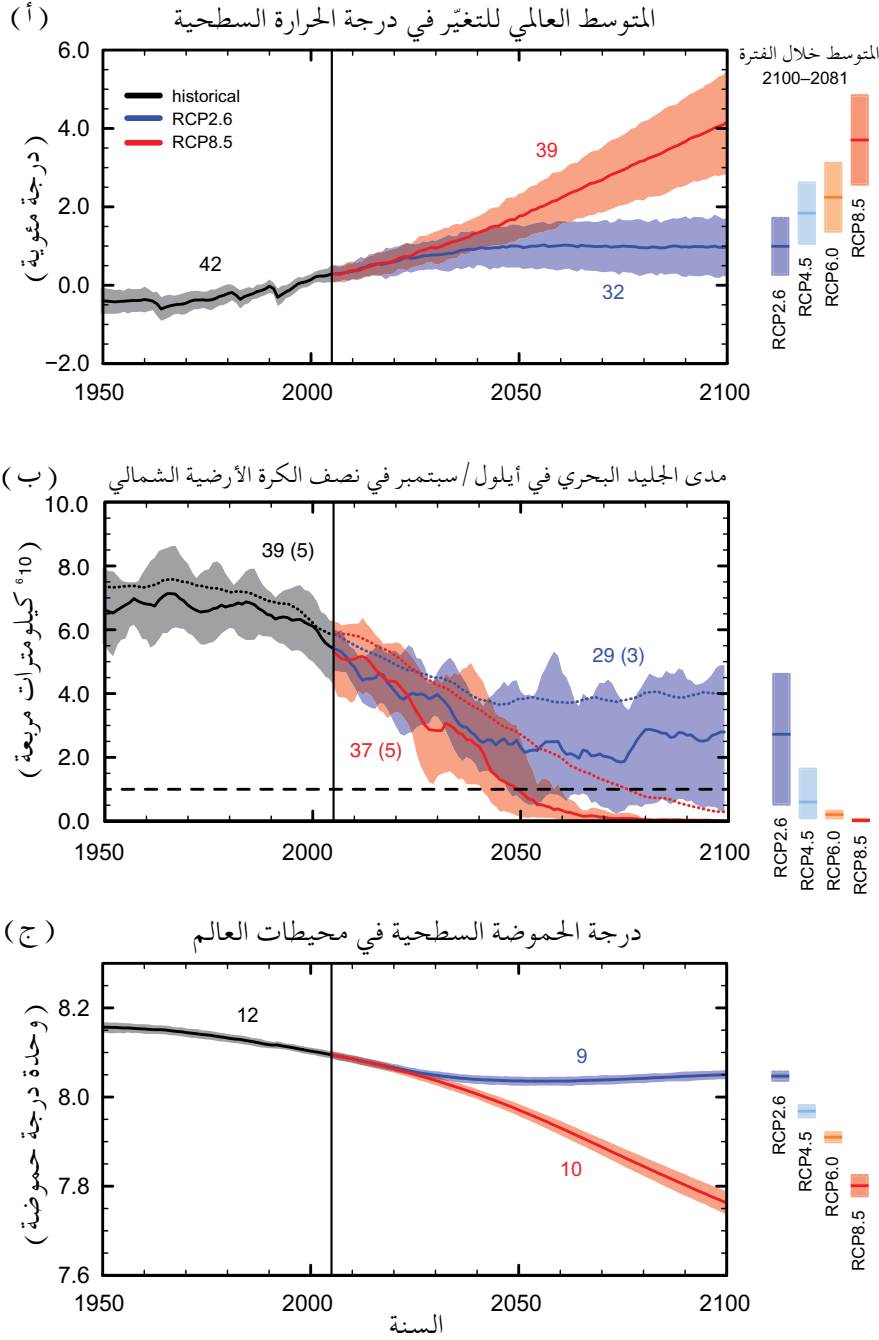 (أ)
المتوسط العالمي للتغيّر في درجة الحرارة السطحية
المتوسط خلال الفترة
2081–2100
(درجة مئوية)
6.0
4.0
2.0
0.0
−2.0
historical
RCP2.6
RCP8.5
42
39
32
1950
2000
2050
2100
RCP2.6
RCP4.5
RCP6.0
RCP8.5
(ب)
مدى الجليد البحري في أيلول/سبتمبر في نصف الكرة الأرضية الشمالي
(10⁶ كيلومترات مربعة)
10.0
8.0
6.0
4.0
2.0
0.0
39 (5)
29 (3)
37 (5)
1950
2000
2050
2100
RCP2.6
RCP4.5
RCP6.0
RCP8.5
(ج)
درجة الحموضة السطحية في محيطات العالم
(وحدة درجة حموضة)
8.2
8.0
7.8
7.6
12
9
10
1950
2000
2050
2100
السنة
RCP2.6
RCP4.5
RCP6.0
RCP8.5